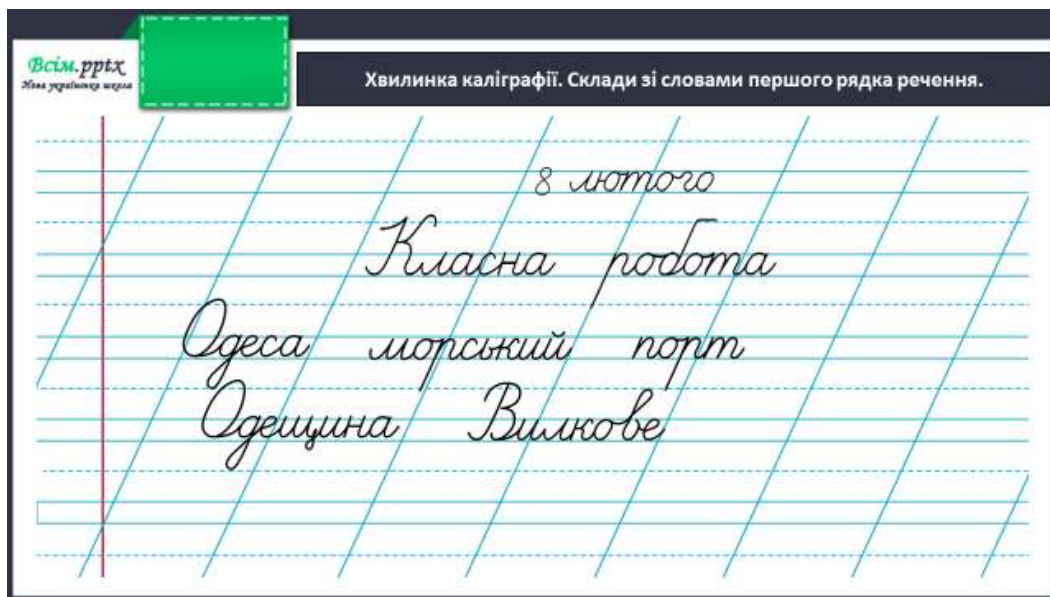 Всім.pptx
Нова українська школа
Хвилинка каліграфії. Склади зі словами першого рядка речення.
8 лютого
Класна робота
Одеса морський порт
Одещина Вилкове